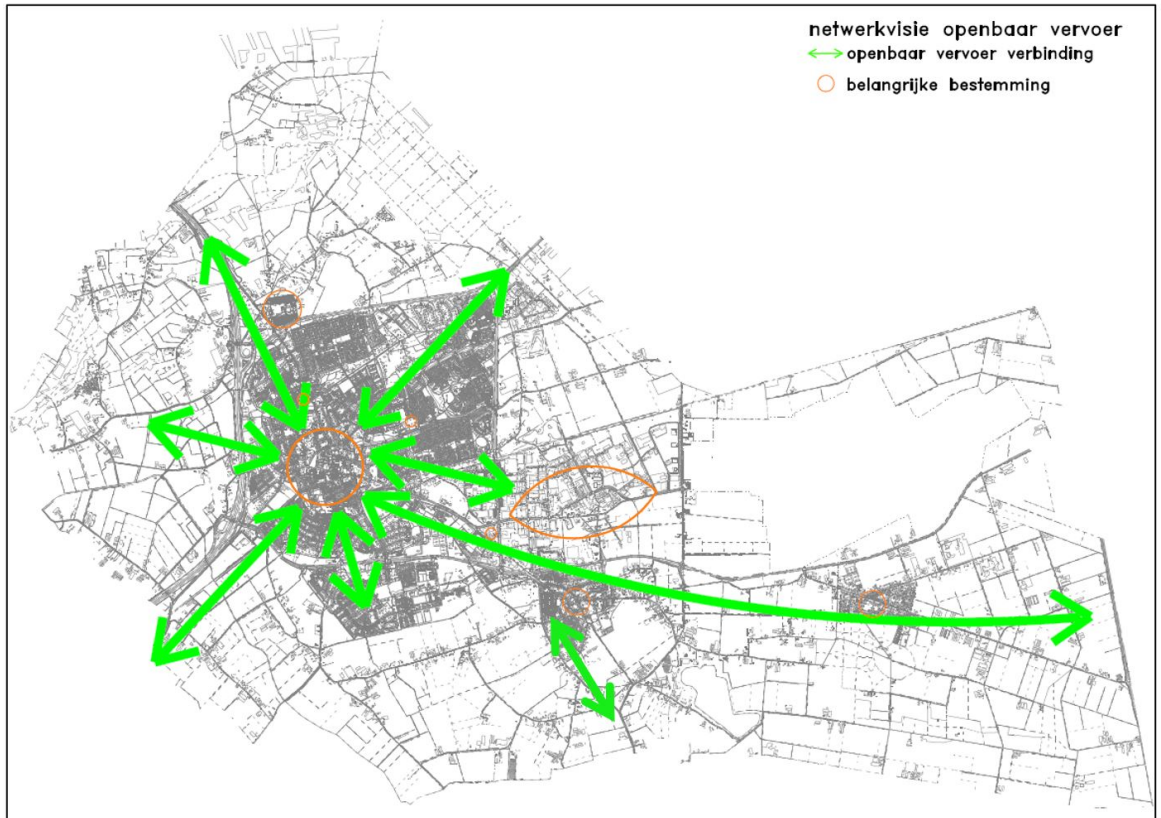 netwerkvisie openbaar vervoer
openbaar vervoer verbinding
belangrijke bestemming